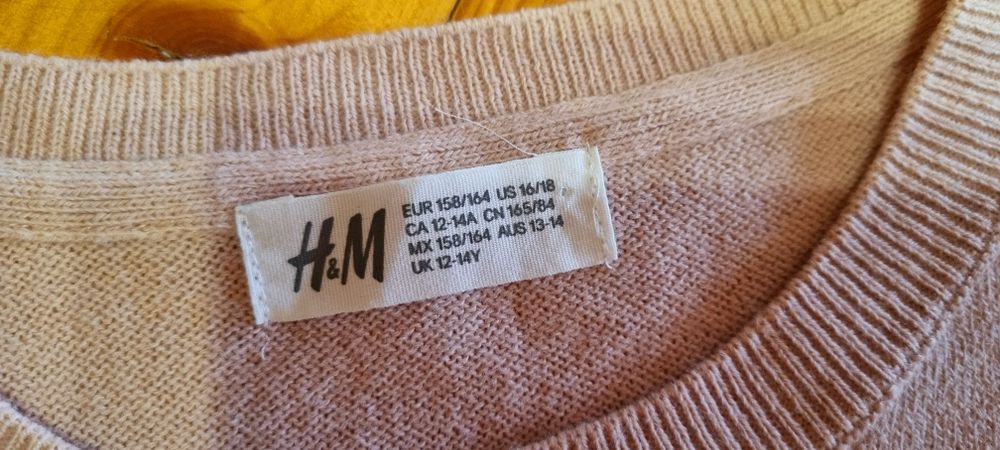 H&M
EUR 158/164 US 16/18
CA 12-14A CN 165/84
MX 158/164 AUS 13-14
UK 12-14Y